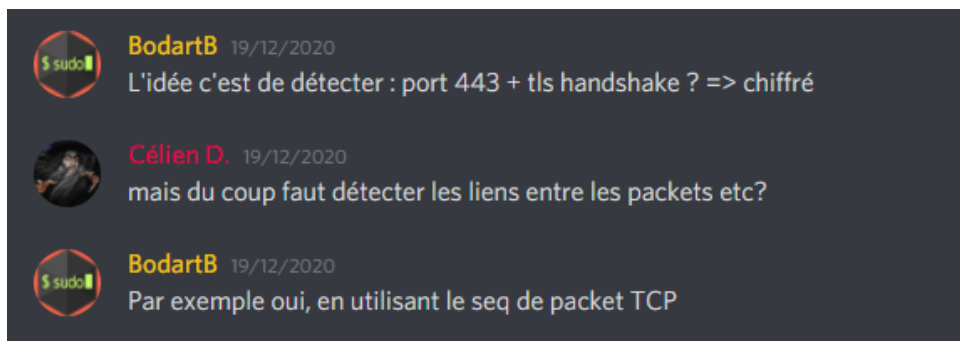 $ sudo
BodartB 19/12/2020
L'idée c'est de détecter : port 443 + tls handshake ? => chiffré
Célien D. 19/12/2020
mais du coup faut détecter les liens entre les packets etc?
$ sudo
BodartB 19/12/2020
Par exemple oui, en utilisant le seq de packet TCP